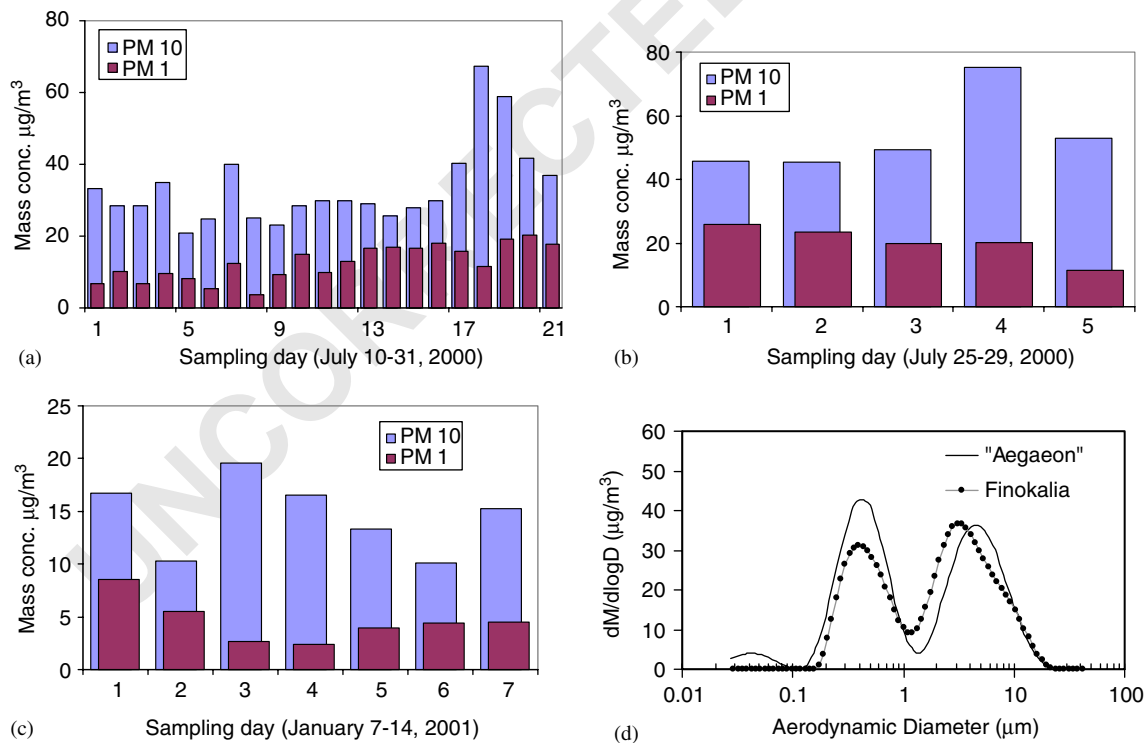 UNCORRECTE
80
60
40
20
0
Mass conc. µg/m³
PM 10
PM 1
1
5
9
13
17
21
(a)
Sampling day (July 10-31, 2000)
80
60
40
20
0
Mass conc. µg/m³
PM 10
PM 1
1
2
3
4
5
(b)
Sampling day (July 25-29, 2000)
25
20
15
10
5
0
Mass conc. µg/m³
PM 10
PM 1
1
2
3
4
5
6
7
(c)
Sampling day (January 7-14, 2001)
60
50
40
30
20
10
0
dM/dlogD (µg/m³)
"Aegaeon"
Finokalia
0.01
0.1
1
10
100
(d)
Aerodynamic Diameter (µm)